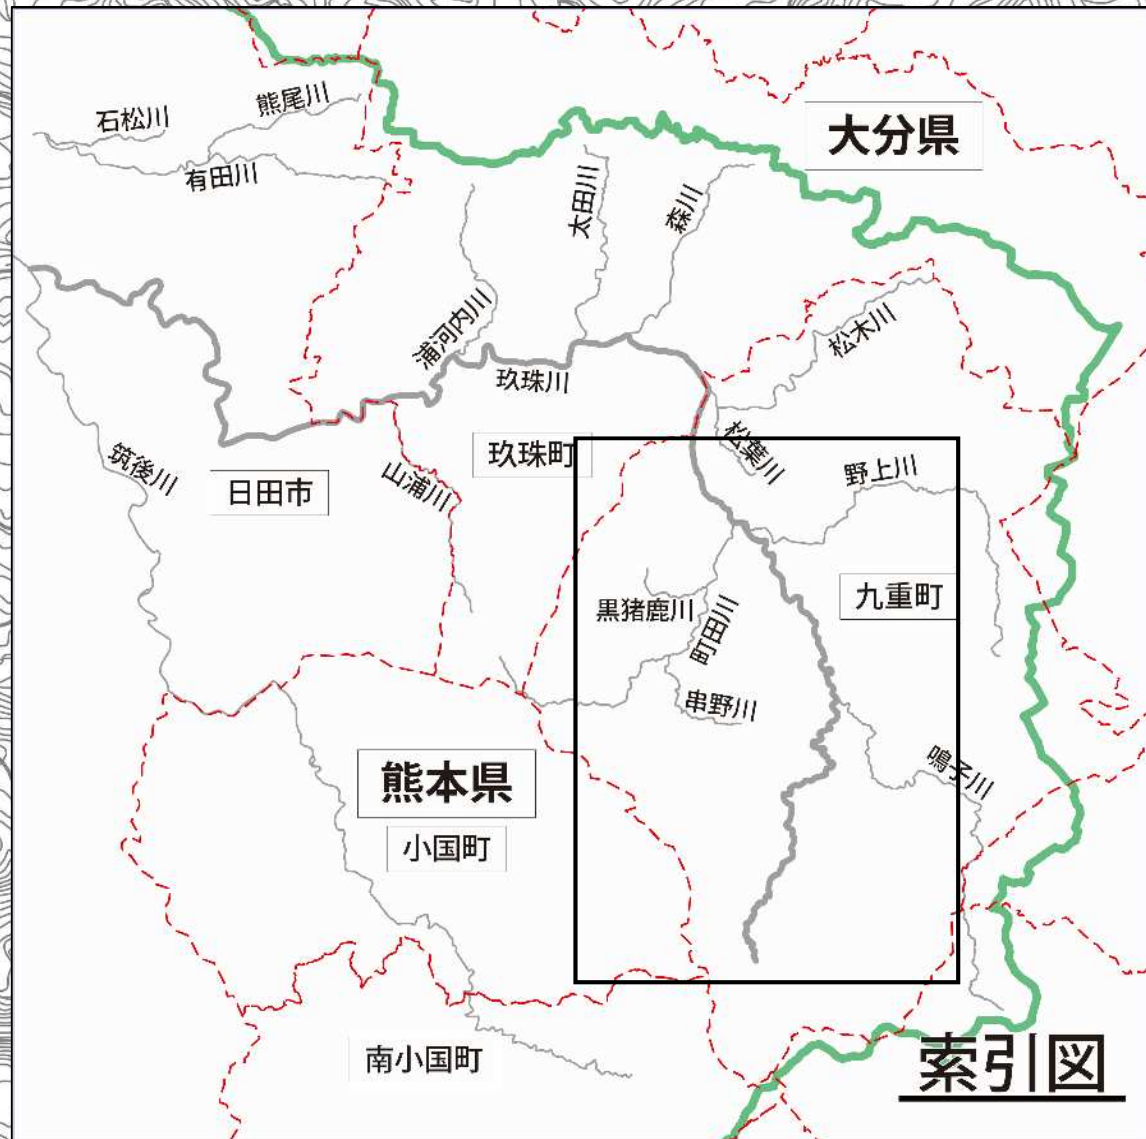 石松川
熊尾川
有田川
大分県
太田川
森川
浦河内川
松木川
玖珠川
筑後川
日田市
山浦川
玖珠町
松葉川
野上川
黒猪鹿川
町田川
九重町
串野川
鳴子川
熊本県
小国町
南小国町
索引図